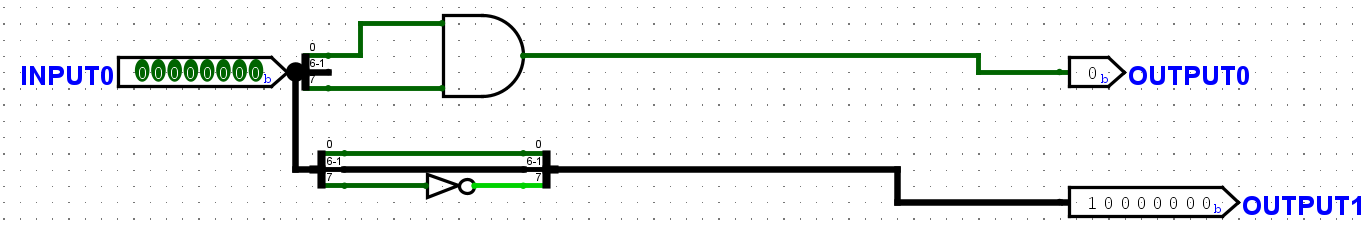 0
6-1
7
INPUT0
00000000b
0b
OUTPUT0
0
6-1
7
0
6-1
7
10000000b
OUTPUT1